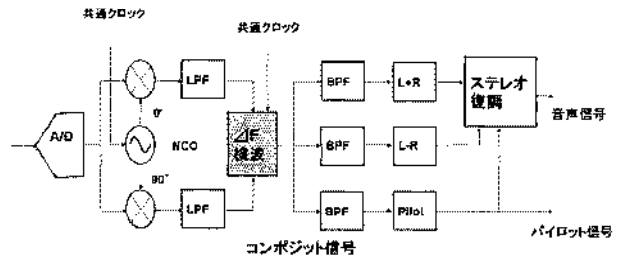 共通クロック
共通クロック
A/D
0°
NCO
90°
LPF
LPF
⊿F
検波
BPF
L+R
BPF
L-R
BPF
Pilot
ステレオ
復調
音声信号
パイロット信号
コンポジット信号